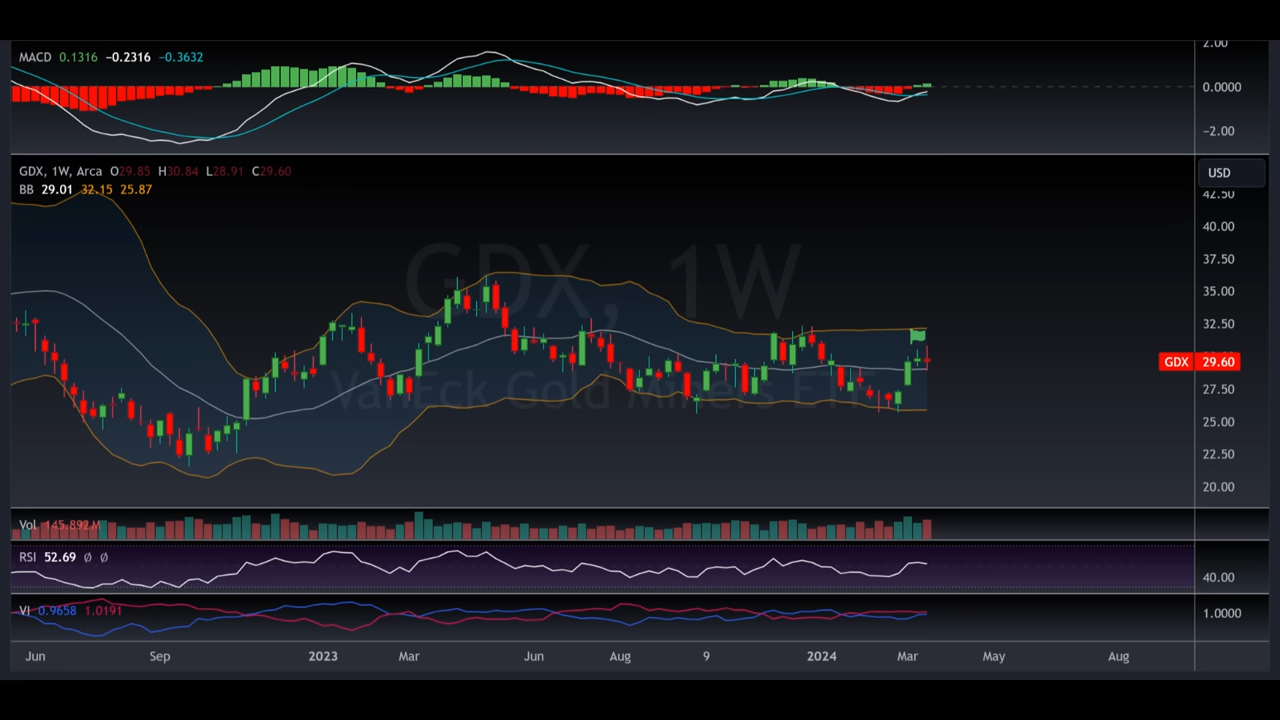 MACD 0.1316 −0.2316 −0.3632
2.00
0.0000
−2.00
GDX, 1W, Arca O29.85 H30.84 L28.91 C29.60
USD
BB 29.01 32.15 25.87
42.50
40.00
37.50
GDX, 1W
35.00
32.50
GDX 29.60
VanEck Gold Miners ETF
27.50
25.00
22.50
20.00
Vol 145.892M
RSI 52.69 Ø Ø
40.00
VI 0.9658 1.0191
1.0000
Jun Sep 2023 Mar Jun Aug 9 2024 Mar May Aug